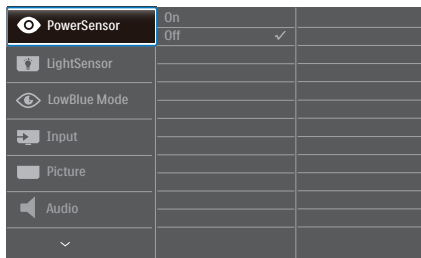 PowerSensor
On
Off
LightSensor
LowBlue Mode
Input
Picture
Audio